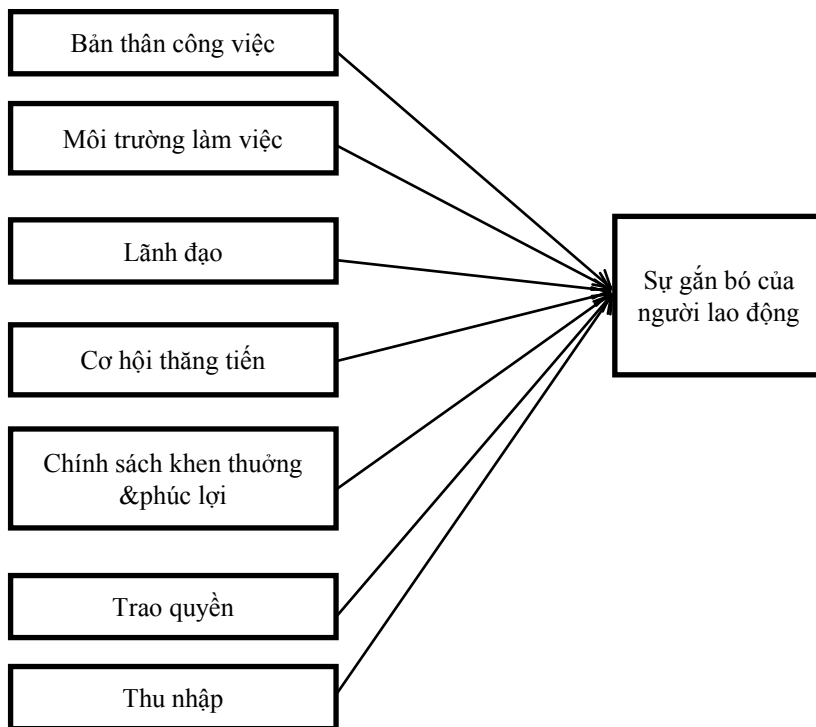 Bản thân công việc
Môi trường làm việc
Lãnh đạo
Cơ hội thăng tiến
Chính sách khen thuởng
&phúc lợi
Trao quyền
Thu nhập
Sự gắn bó của
người lao động